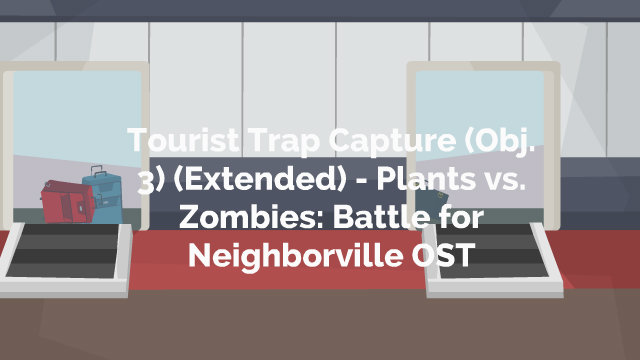 Tourist Trap Capture (Obj.
3) (Extended) - Plants vs.
Zombies: Battle for
Neighborville OST